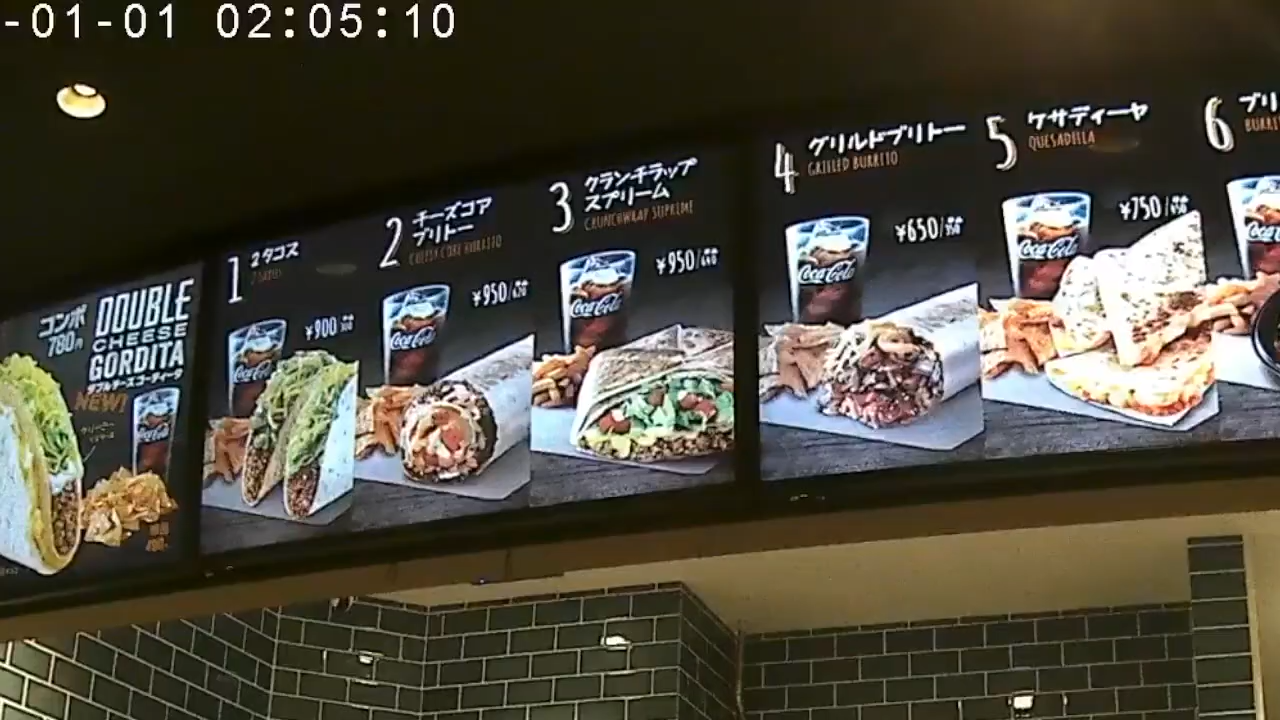 -01-01 02:05:10
コンボ
780円
DOUBLE
CHEESE
GORDITA
ダブルチーズゴーディータ
NEW!
Coca-Cola
1 2タコス
2 TACOS
¥900
Coca-Cola
2 チーズコア
ブリトー
CHEESY CORE BURRITO
¥950
Coca-Cola
3 クランチラップ
スプリーム
CRUNCHWRAP SUPREME
¥950
Coca-Cola
4 グリルドブリトー
GRILLED BURRITO
¥650
Coca-Cola
5 ケサディーヤ
QUESADILLA
¥750
Coca-Cola
6 ブリ
BURRI